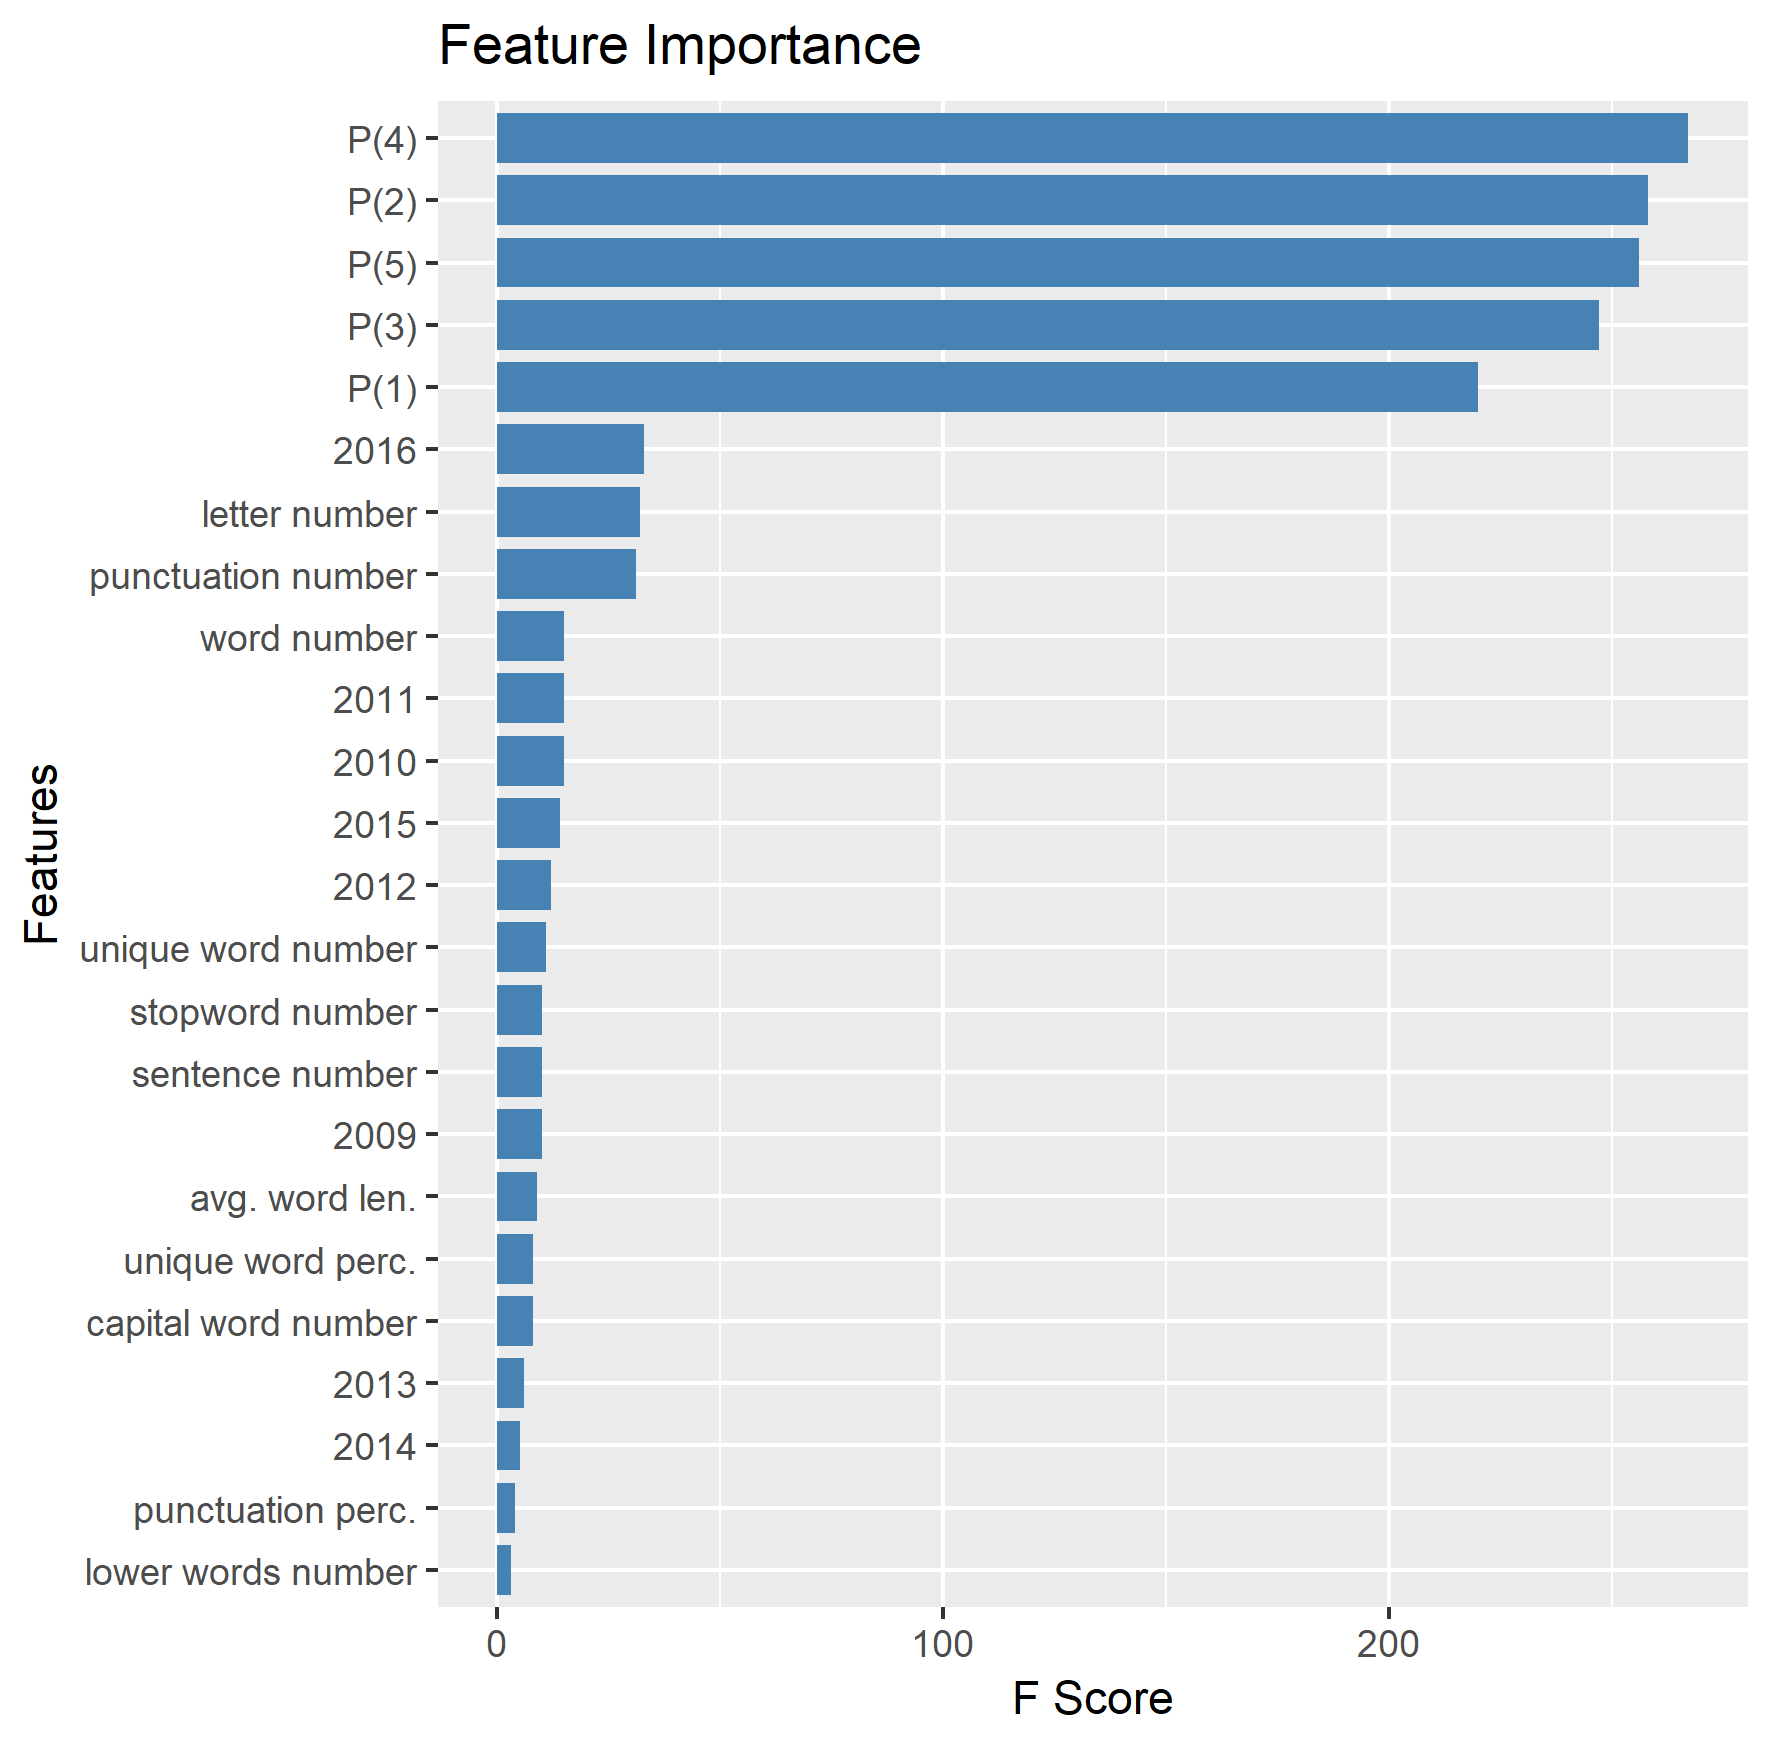 Feature Importance
P(4)
P(2)
P(5)
P(3)
P(1)
2016
letter number
punctuation number
word number
2011
2010
2015
2012
unique word number
stopword number
sentence number
2009
avg. word len.
unique word perc.
capital word number
2013
2014
punctuation perc.
lower words number
Features
0 100 200
F Score